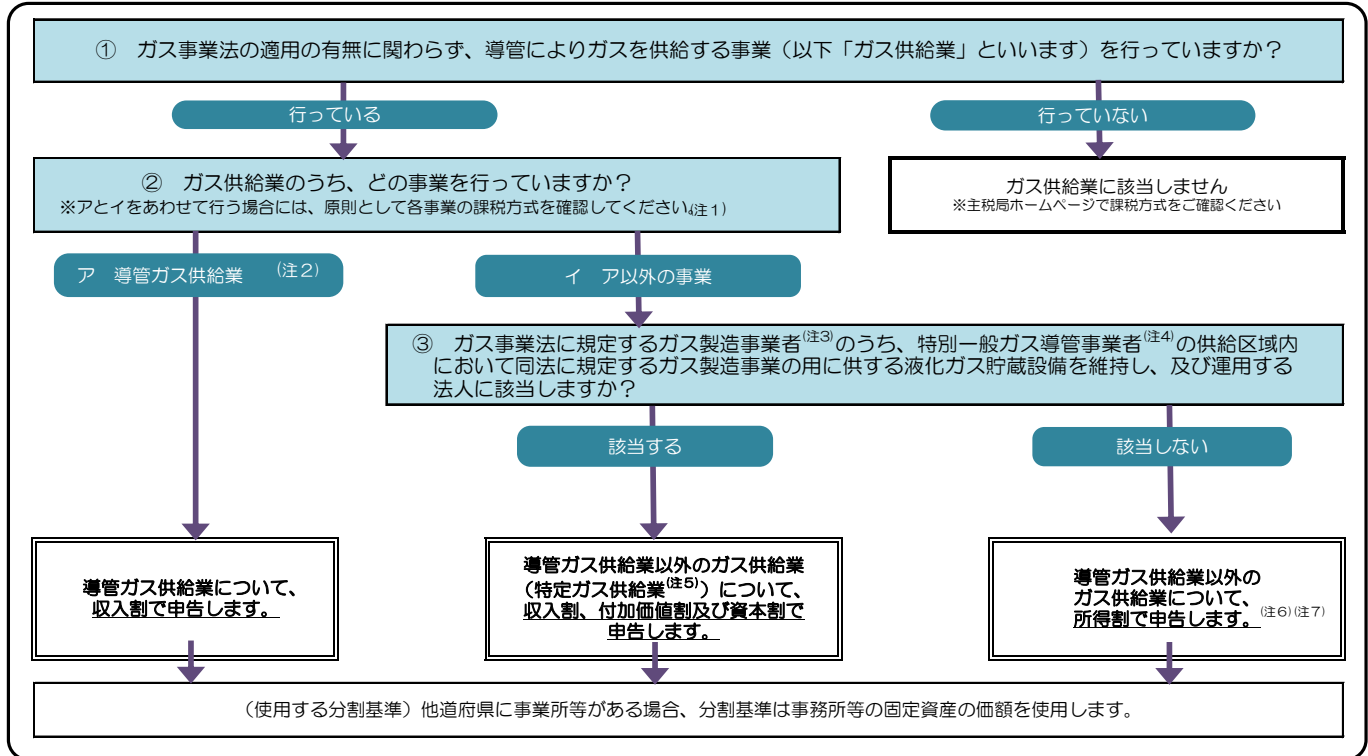 ① ガス事業法の適用の有無に関わらず、導管によりガスを供給する事業（以下「ガス供給業」といいます）を行っていますか？
行っている
行っていない
② ガス供給業のうち、どの事業を行っていますか？
※アとイをあわせて行う場合には、原則として各事業の課税方式を確認してください。(注１)
ガス供給業に該当しません
※主税局ホームページで課税方式をご確認ください
ア 導管ガス供給業 (注２)
イ ア以外の事業
③ ガス事業法に規定するガス製造事業者(注3)のうち、特別一般ガス導管事業者(注4)の供給区域内
において同法に規定するガス製造事業の用に供する液化ガス貯蔵設備を維持し、及び運用する
法人に該当しますか？
該当する
該当しない
導管ガス供給業について、
収入割で申告します。
導管ガス供給業以外のガス供給業
（特定ガス供給業(注５)）について、
収入割、付加価値割及び資本割で
申告します。
導管ガス供給業以外の
ガス供給業について、
所得割で申告します。(注６)(注７)
（使用する分割基準）他道府県に事業所等がある場合、分割基準は事務所等の固定資産の価額を使用します。